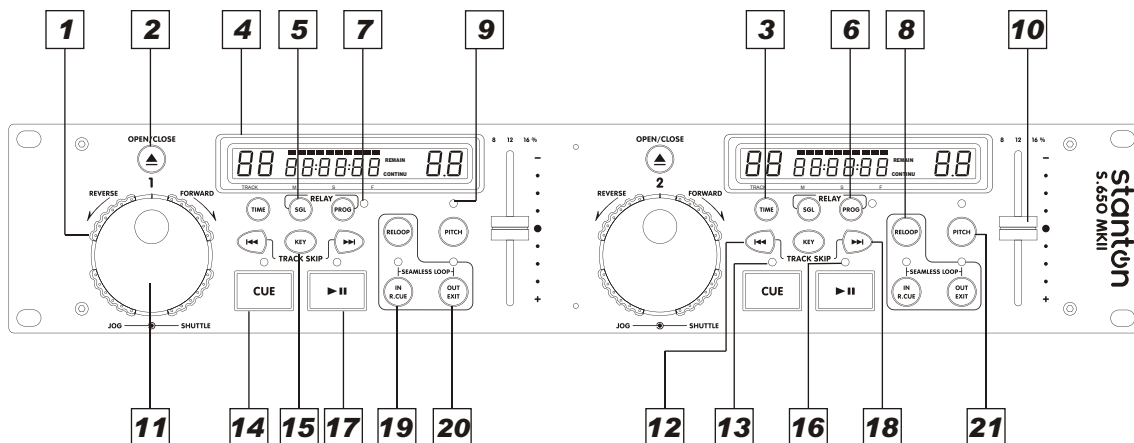 1 2 4 5 7 9 3 6 8 10
OPEN/CLOSE
1
REVERSE FORWARD
88 88:88:88 8.8
REMAIN
CONTINU
TRACK M S F
RELAY
TIME SGL PROG
KEY
TRACK SKIP
RELOOP PITCH
SEAMLESS LOOP
CUE
IN
R.CUE
OUT
EXIT
JOG SHUTTLE
8 12 16 %
−
+
OPEN/CLOSE
2
REVERSE FORWARD
88 88:88:88 8.8
REMAIN
CONTINU
TRACK M S F
RELAY
TIME SGL PROG
KEY
TRACK SKIP
RELOOP PITCH
SEAMLESS LOOP
CUE
IN
R.CUE
OUT
EXIT
JOG SHUTTLE
8 12 16 %
−
+
stanton
S.650 MKII
11 14 15 17 19 20 12 13 16 18 21